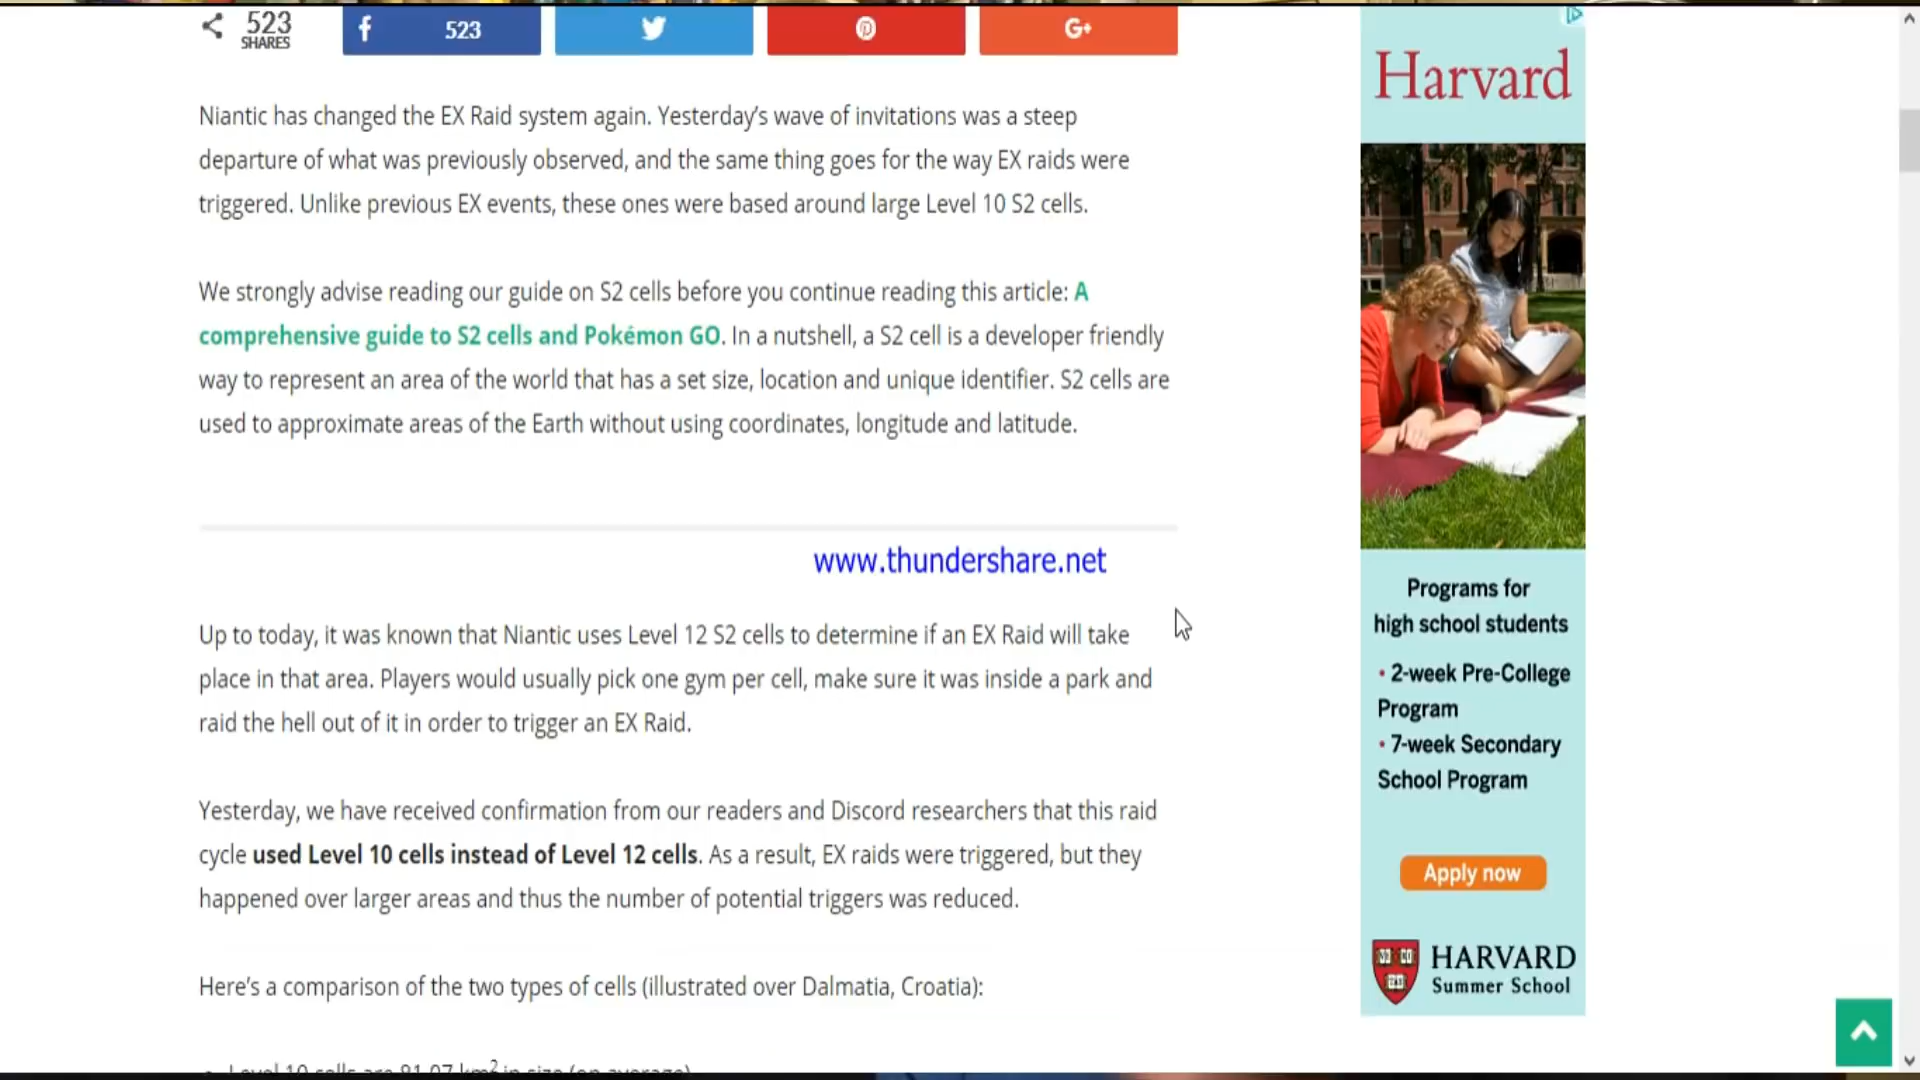 523
SHARES
523
Niantic has changed the EX Raid system again. Yesterday's wave of invitations was a steep
departure of what was previously observed, and the same thing goes for the way EX raids were
triggered. Unlike previous EX events, these ones were based around large Level 10 S2 cells.
We strongly advise reading our guide on S2 cells before you continue reading this article: A
comprehensive guide to S2 cells and Pokémon GO. In a nutshell, a S2 cell is a developer friendly
way to represent an area of the world that has a set size, location and unique identifier. S2 cells are
used to approximate areas of the Earth without using coordinates, longitude and latitude.
www.thundershare.net
Up to today, it was known that Niantic uses Level 12 S2 cells to determine if an EX Raid will take
place in that area. Players would usually pick one gym per cell, make sure it was inside a park and
raid the hell out of it in order to trigger an EX Raid.
Yesterday, we have received confirmation from our readers and Discord researchers that this raid
cycle used Level 10 cells instead of Level 12 cells. As a result, EX raids were triggered, but they
happened over larger areas and thus the number of potential triggers was reduced.
Here's a comparison of the two types of cells (illustrated over Dalmatia, Croatia):
Level 10 cells are 81.07 km² in size (on average)
Harvard
Programs for
high school students
• 2-week Pre-College
Program
• 7-week Secondary
School Program
Apply now
HARVARD
Summer School